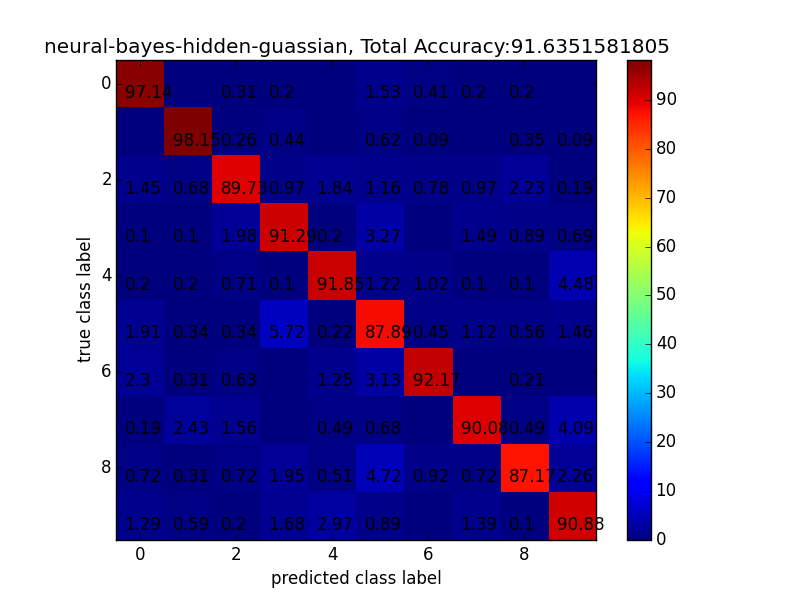 neural-bayes-hidden-guassian, Total Accuracy:91.6351581805
0 97.14 0.31 0.2 1.53 0.41 0.2 0.2
98.15 0.26 0.44 0.62 0.09 0.35 0.09
2 1.45 0.68 89.73 0.97 1.84 1.16 0.78 0.97 2.23 0.19
0.1 0.1 1.98 91.29 0.2 3.27 1.49 0.89 0.69
4 0.2 0.2 0.71 0.1 91.85 1.22 1.02 0.1 0.1 4.48
1.91 0.34 0.34 5.72 0.22 87.89 0.45 1.12 0.56 1.46
6 2.3 0.31 0.63 1.25 3.13 92.17 0.21
0.19 2.43 1.56 0.49 0.68 90.08 0.49 4.09
8 0.72 0.31 0.72 1.95 0.51 4.72 0.92 0.72 87.17 2.26
1.29 0.59 0.2 1.68 2.97 0.89 1.39 0.1 90.88
0 2 4 6 8
predicted class label
true class label
90
80
70
60
50
40
30
20
10
0